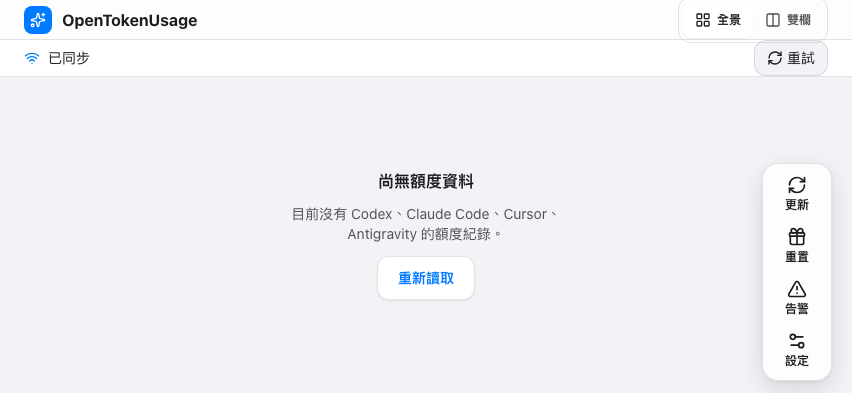 OpenTokenUsage
全景
雙欄
已同步
重試
尚無額度資料
目前沒有 Codex、Claude Code、Cursor、
Antigravity 的額度紀錄。
重新讀取
更新
重置
告警
設定